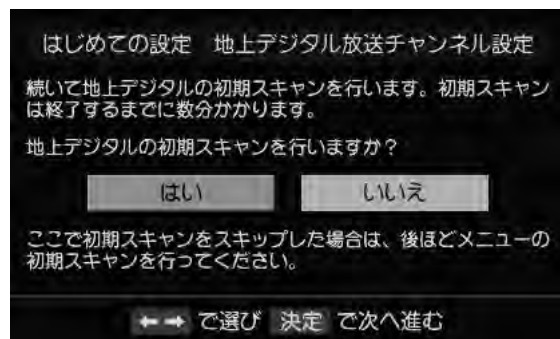 はじめての設定　地上デジタル放送チャンネル設定
続いて地上デジタルの初期スキャンを行います。初期スキャン
は終了するまでに数分かかります。
地上デジタルの初期スキャンを行いますか？
はい　いいえ
ここで初期スキャンをスキップした場合は、後ほどメニューの
初期スキャンを行ってください。
←→ で選び 決定 で次へ進む